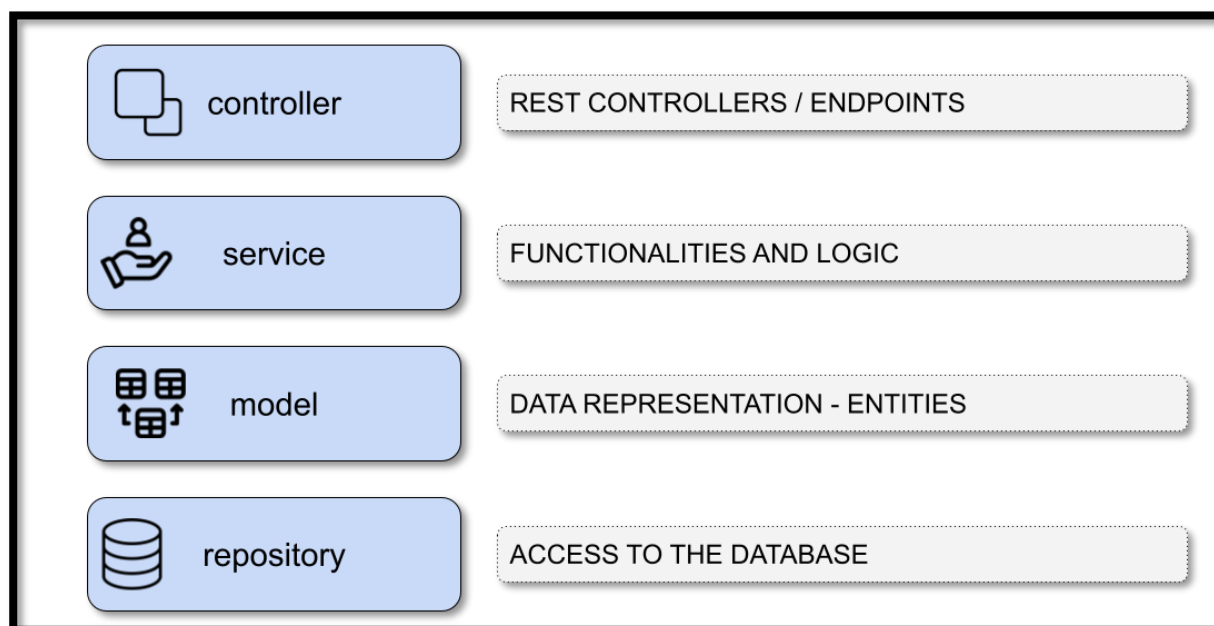 controller
REST CONTROLLERS / ENDPOINTS
service
FUNCTIONALITIES AND LOGIC
model
DATA REPRESENTATION - ENTITIES
repository
ACCESS TO THE DATABASE